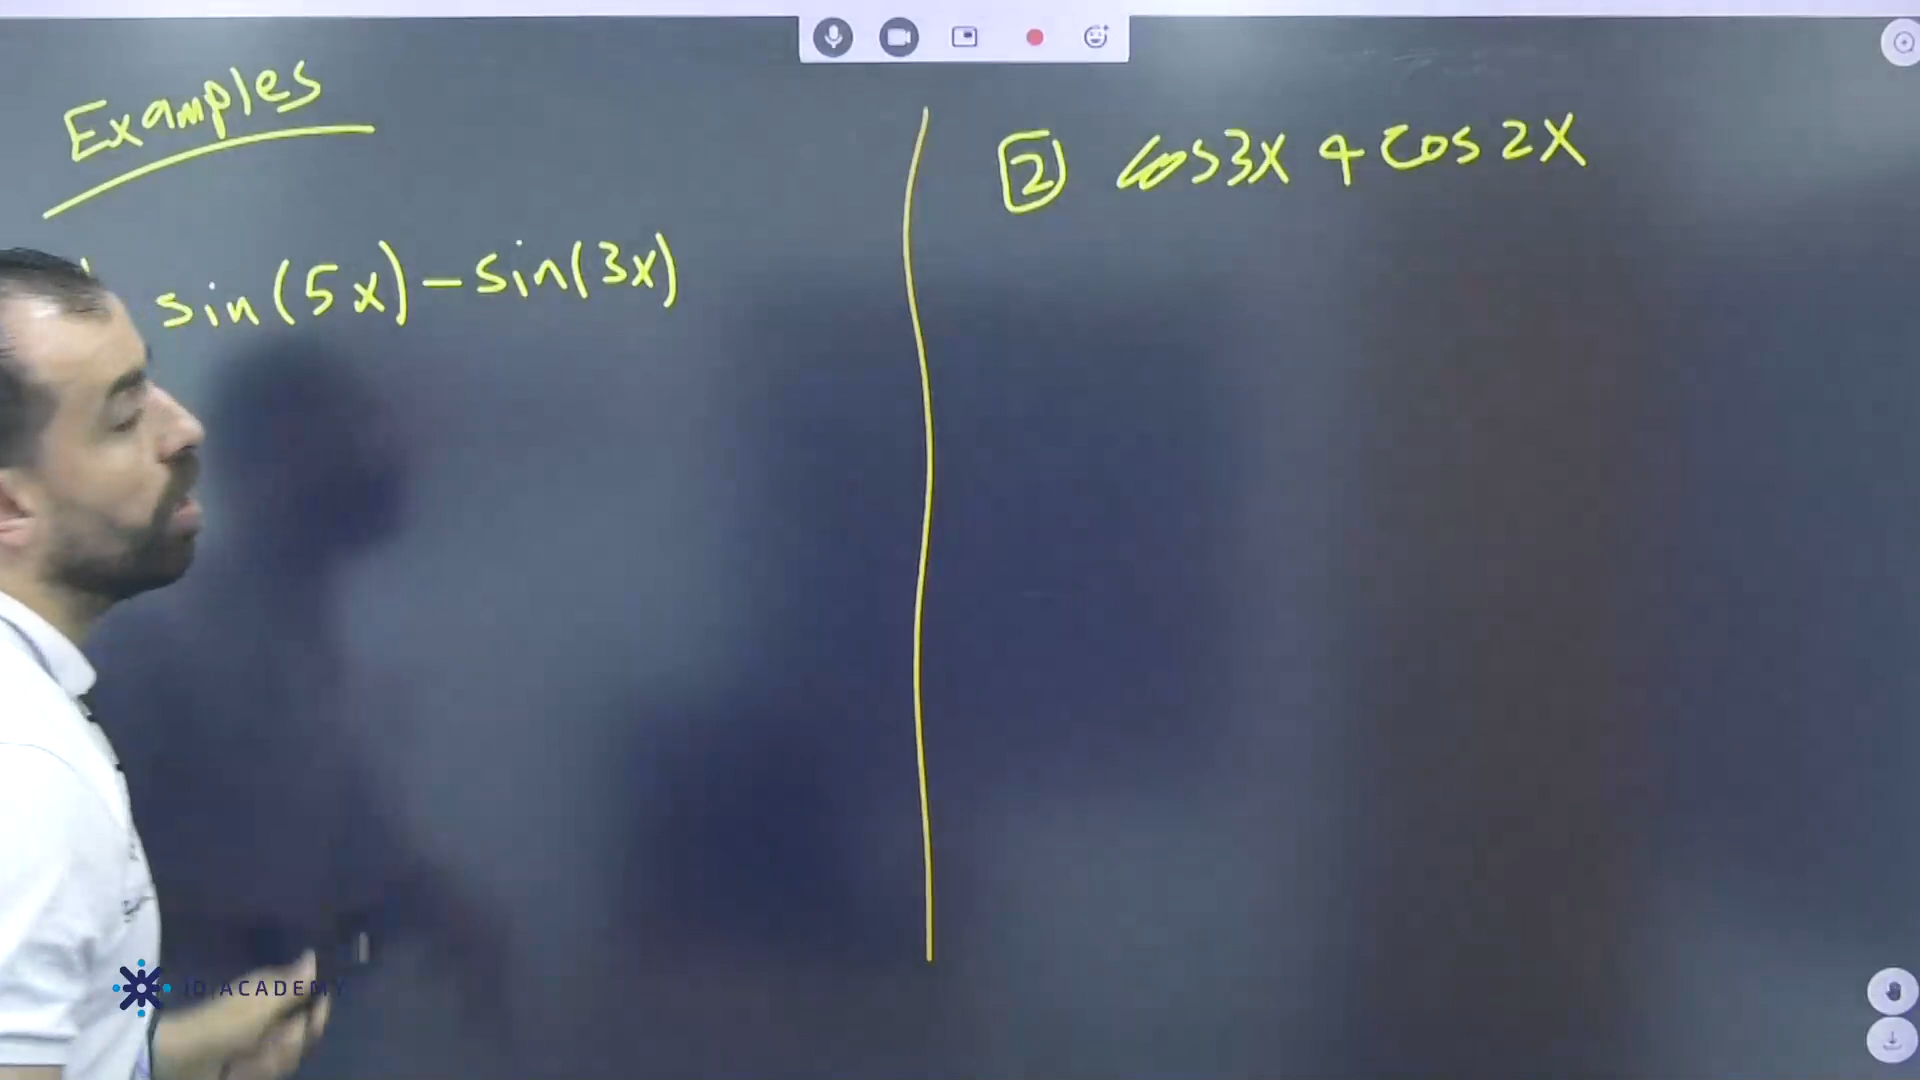 Examples
sin(5x)-sin(3x)
2 cos3x + cos2x
ID ACADEMY